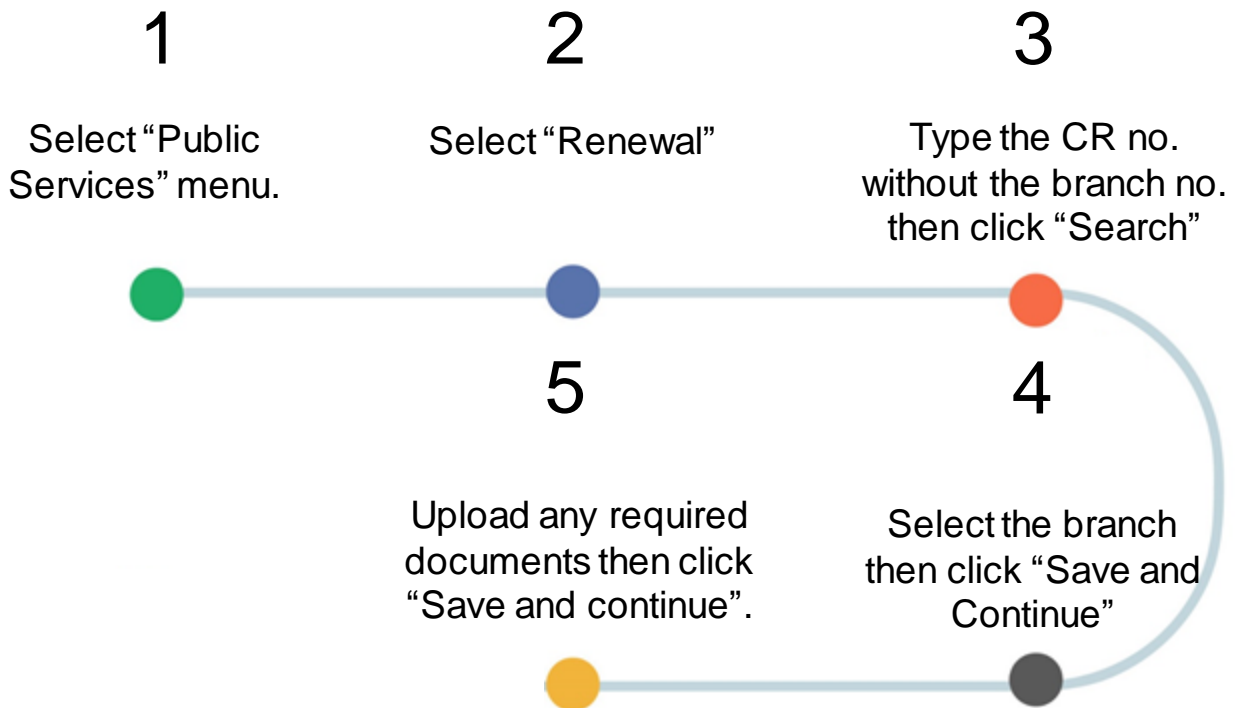 1
Select “Public
Services” menu.
2
Select “Renewal”
3
Type the CR no.
without the branch no.
then click “Search”
4
Select the branch
then click “Save and
Continue”
5
Upload any required
documents then click
“Save and continue”.